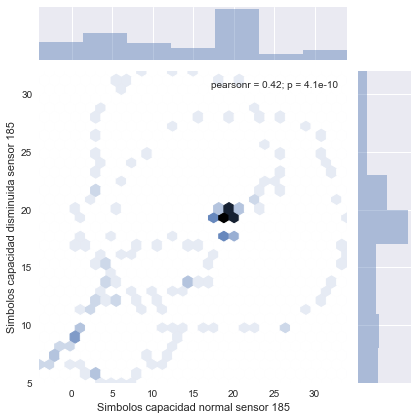 pearsonr = 0.42; p = 4.1e-10
30
25
20
15
10
5
Simbolos capacidad disminuida sensor 185
0 5 10 15 20 25 30
Simbolos capacidad normal sensor 185